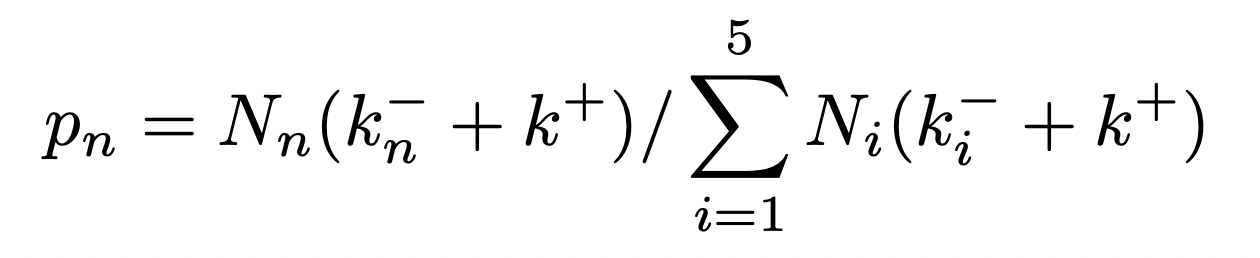 $p_n = N_n(k_n^- + k^+) / \sum_{i=1}^{5} N_i(k_i^- + k^+)$